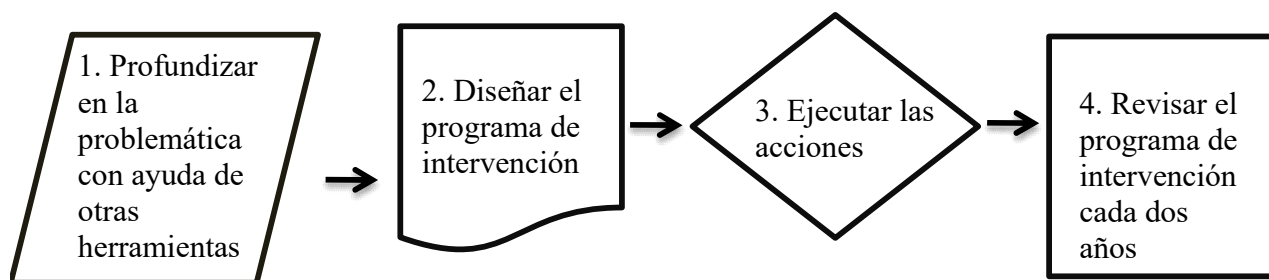 1. Profundizar
en la
problemática
con ayuda de
otras
herramientas
2. Diseñar el
programa de
intervención
3. Ejecutar las
acciones
4. Revisar el
programa de
intervención
cada dos
años